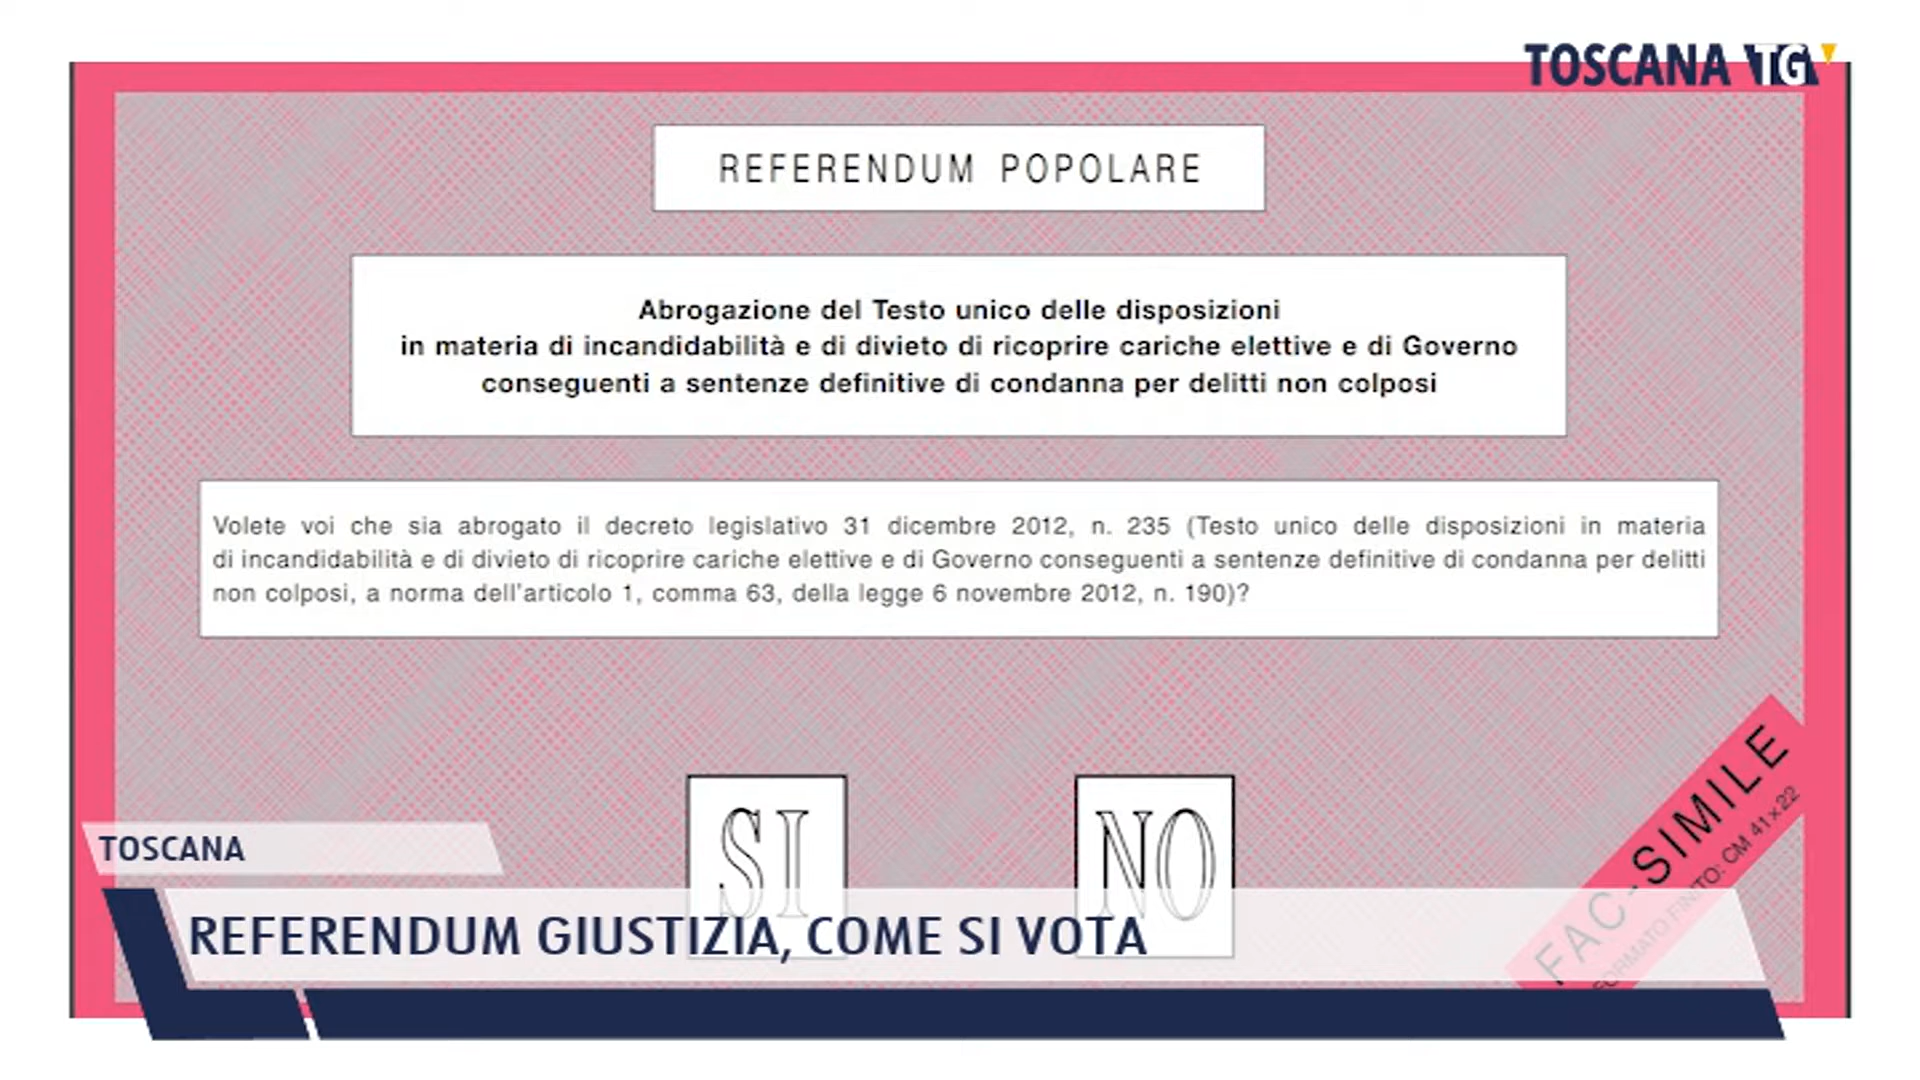 TOSCANA TG
REFERENDUM POPOLARE
Abrogazione del Testo unico delle disposizioni
in materia di incandidabilità e di divieto di ricoprire cariche elettive e di Governo
conseguenti a sentenze definitive di condanna per delitti non colposi
Volete voi che sia abrogato il decreto legislativo 31 dicembre 2012, n. 235 (Testo unico delle disposizioni in materia
di incandidabilità e di divieto di ricoprire cariche elettive e di Governo conseguenti a sentenze definitive di condanna per delitti
non colposi, a norma dell'articolo 1, comma 63, della legge 6 novembre 2012, n. 190)?
SI
NO
FAC-SIMILE
FORMATO FINITO: CM 41x22
TOSCANA
REFERENDUM GIUSTIZIA, COME SI VOTA